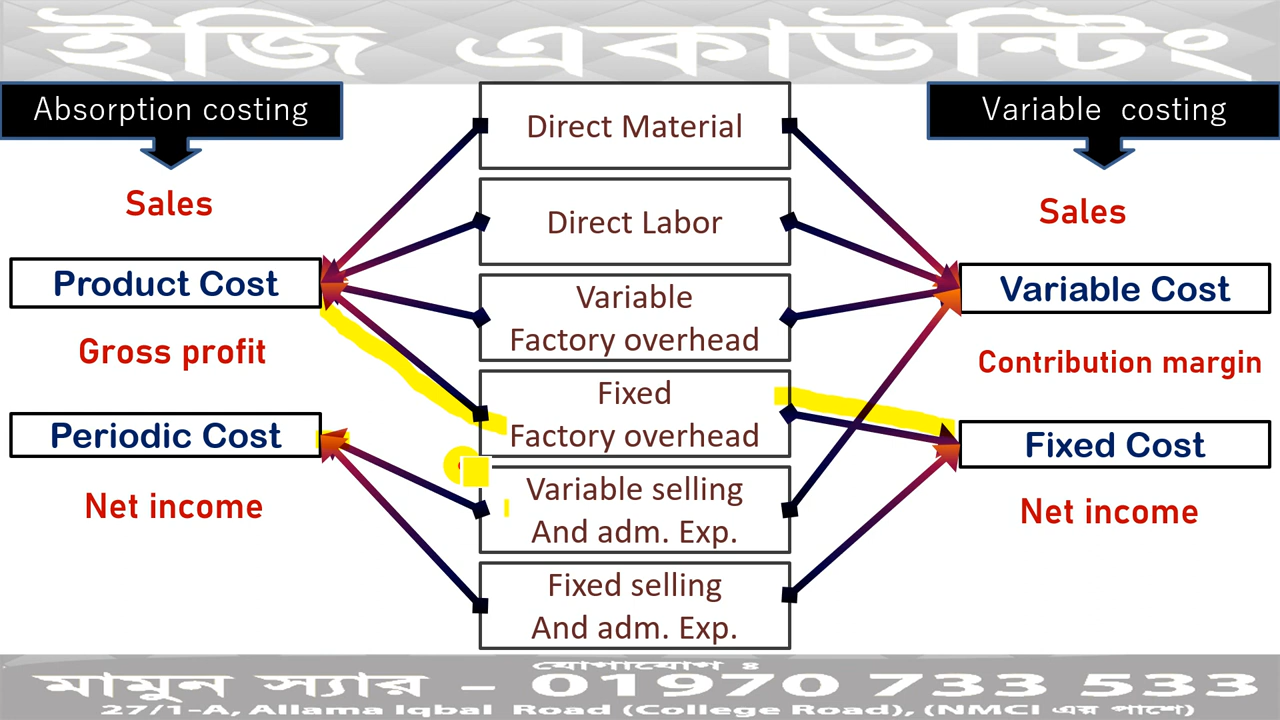 ইজি একাউন্টিং
Absorption costing
Sales
Product Cost
Gross profit
Periodic Cost
Net income
Direct Material
Direct Labor
Variable
Factory overhead
Fixed
Factory overhead
Variable selling
And adm. Exp.
Fixed selling
And adm. Exp.
Variable costing
Sales
Variable Cost
Contribution margin
Fixed Cost
Net income
যোগাযোগ ঃ
মামুন স্যার – 01970 733 533
27/1-A, Allama Iqbal Road (College Road), (NMCI এর পাশে)